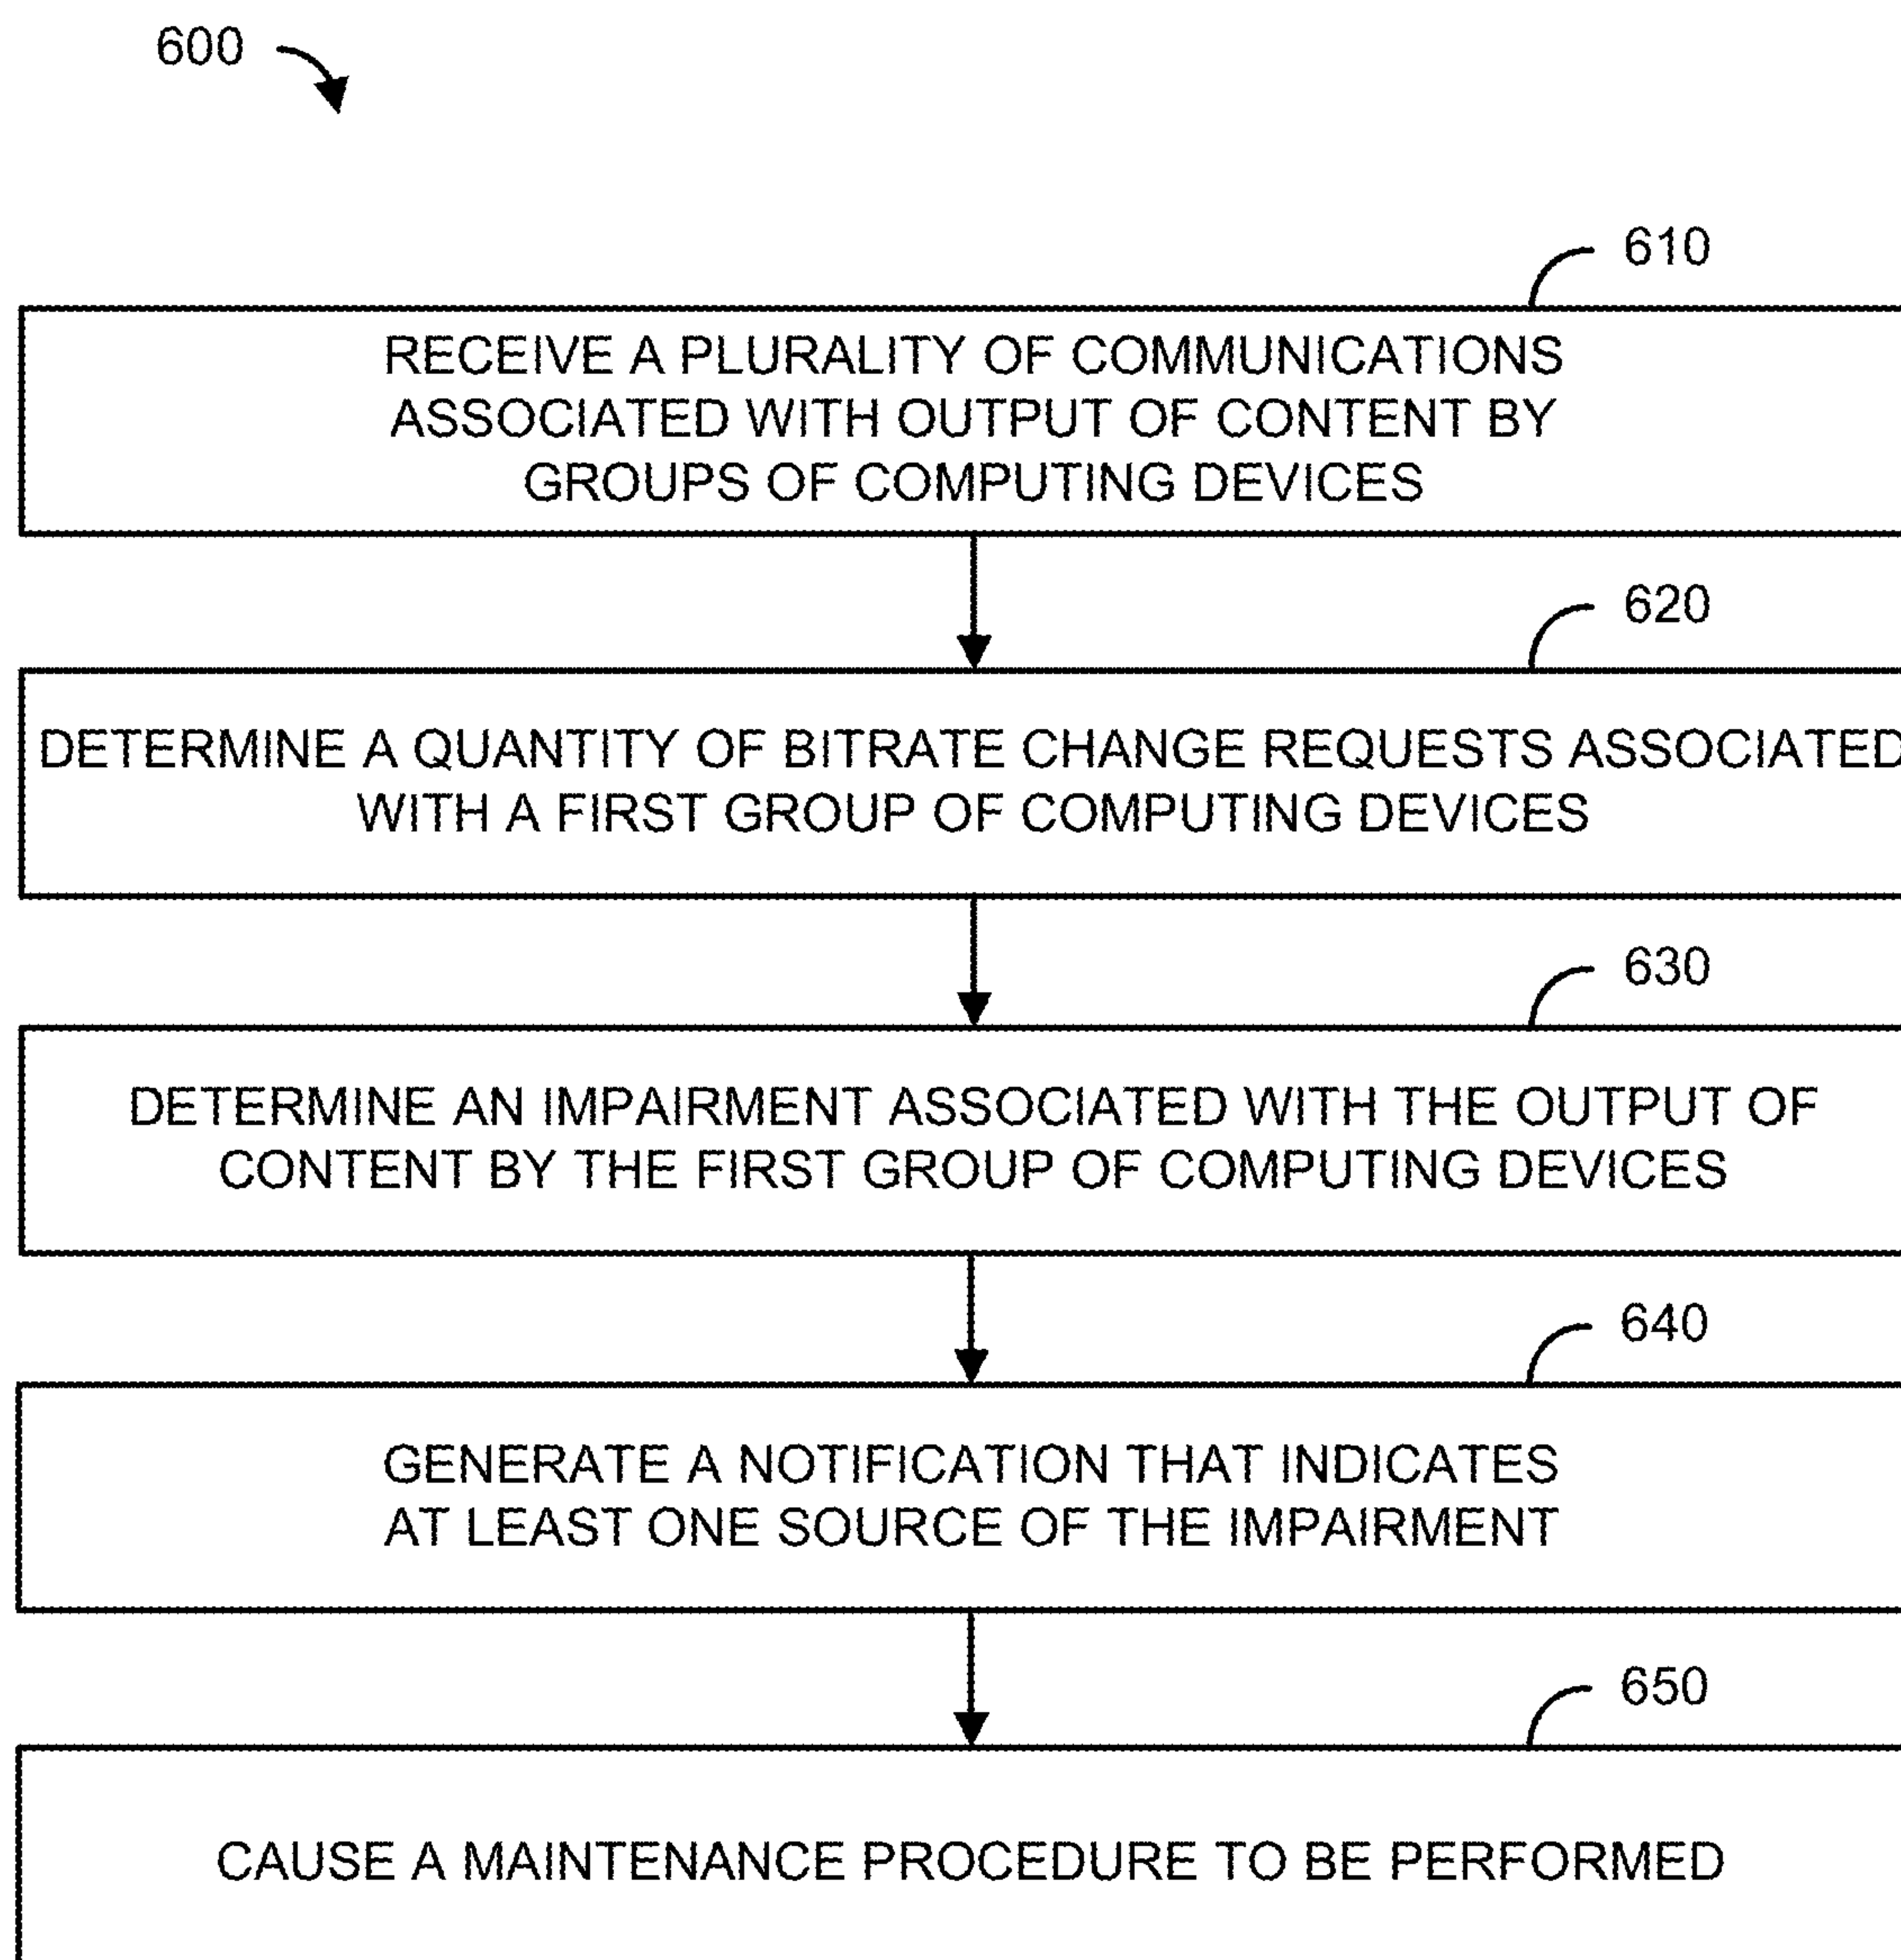 600
610
RECEIVE A PLURALITY OF COMMUNICATIONS
ASSOCIATED WITH OUTPUT OF CONTENT BY
GROUPS OF COMPUTING DEVICES
620
DETERMINE A QUANTITY OF BITRATE CHANGE REQUESTS ASSOCIATED
WITH A FIRST GROUP OF COMPUTING DEVICES
630
DETERMINE AN IMPAIRMENT ASSOCIATED WITH THE OUTPUT OF
CONTENT BY THE FIRST GROUP OF COMPUTING DEVICES
640
GENERATE A NOTIFICATION THAT INDICATES
AT LEAST ONE SOURCE OF THE IMPAIRMENT
650
CAUSE A MAINTENANCE PROCEDURE TO BE PERFORMED